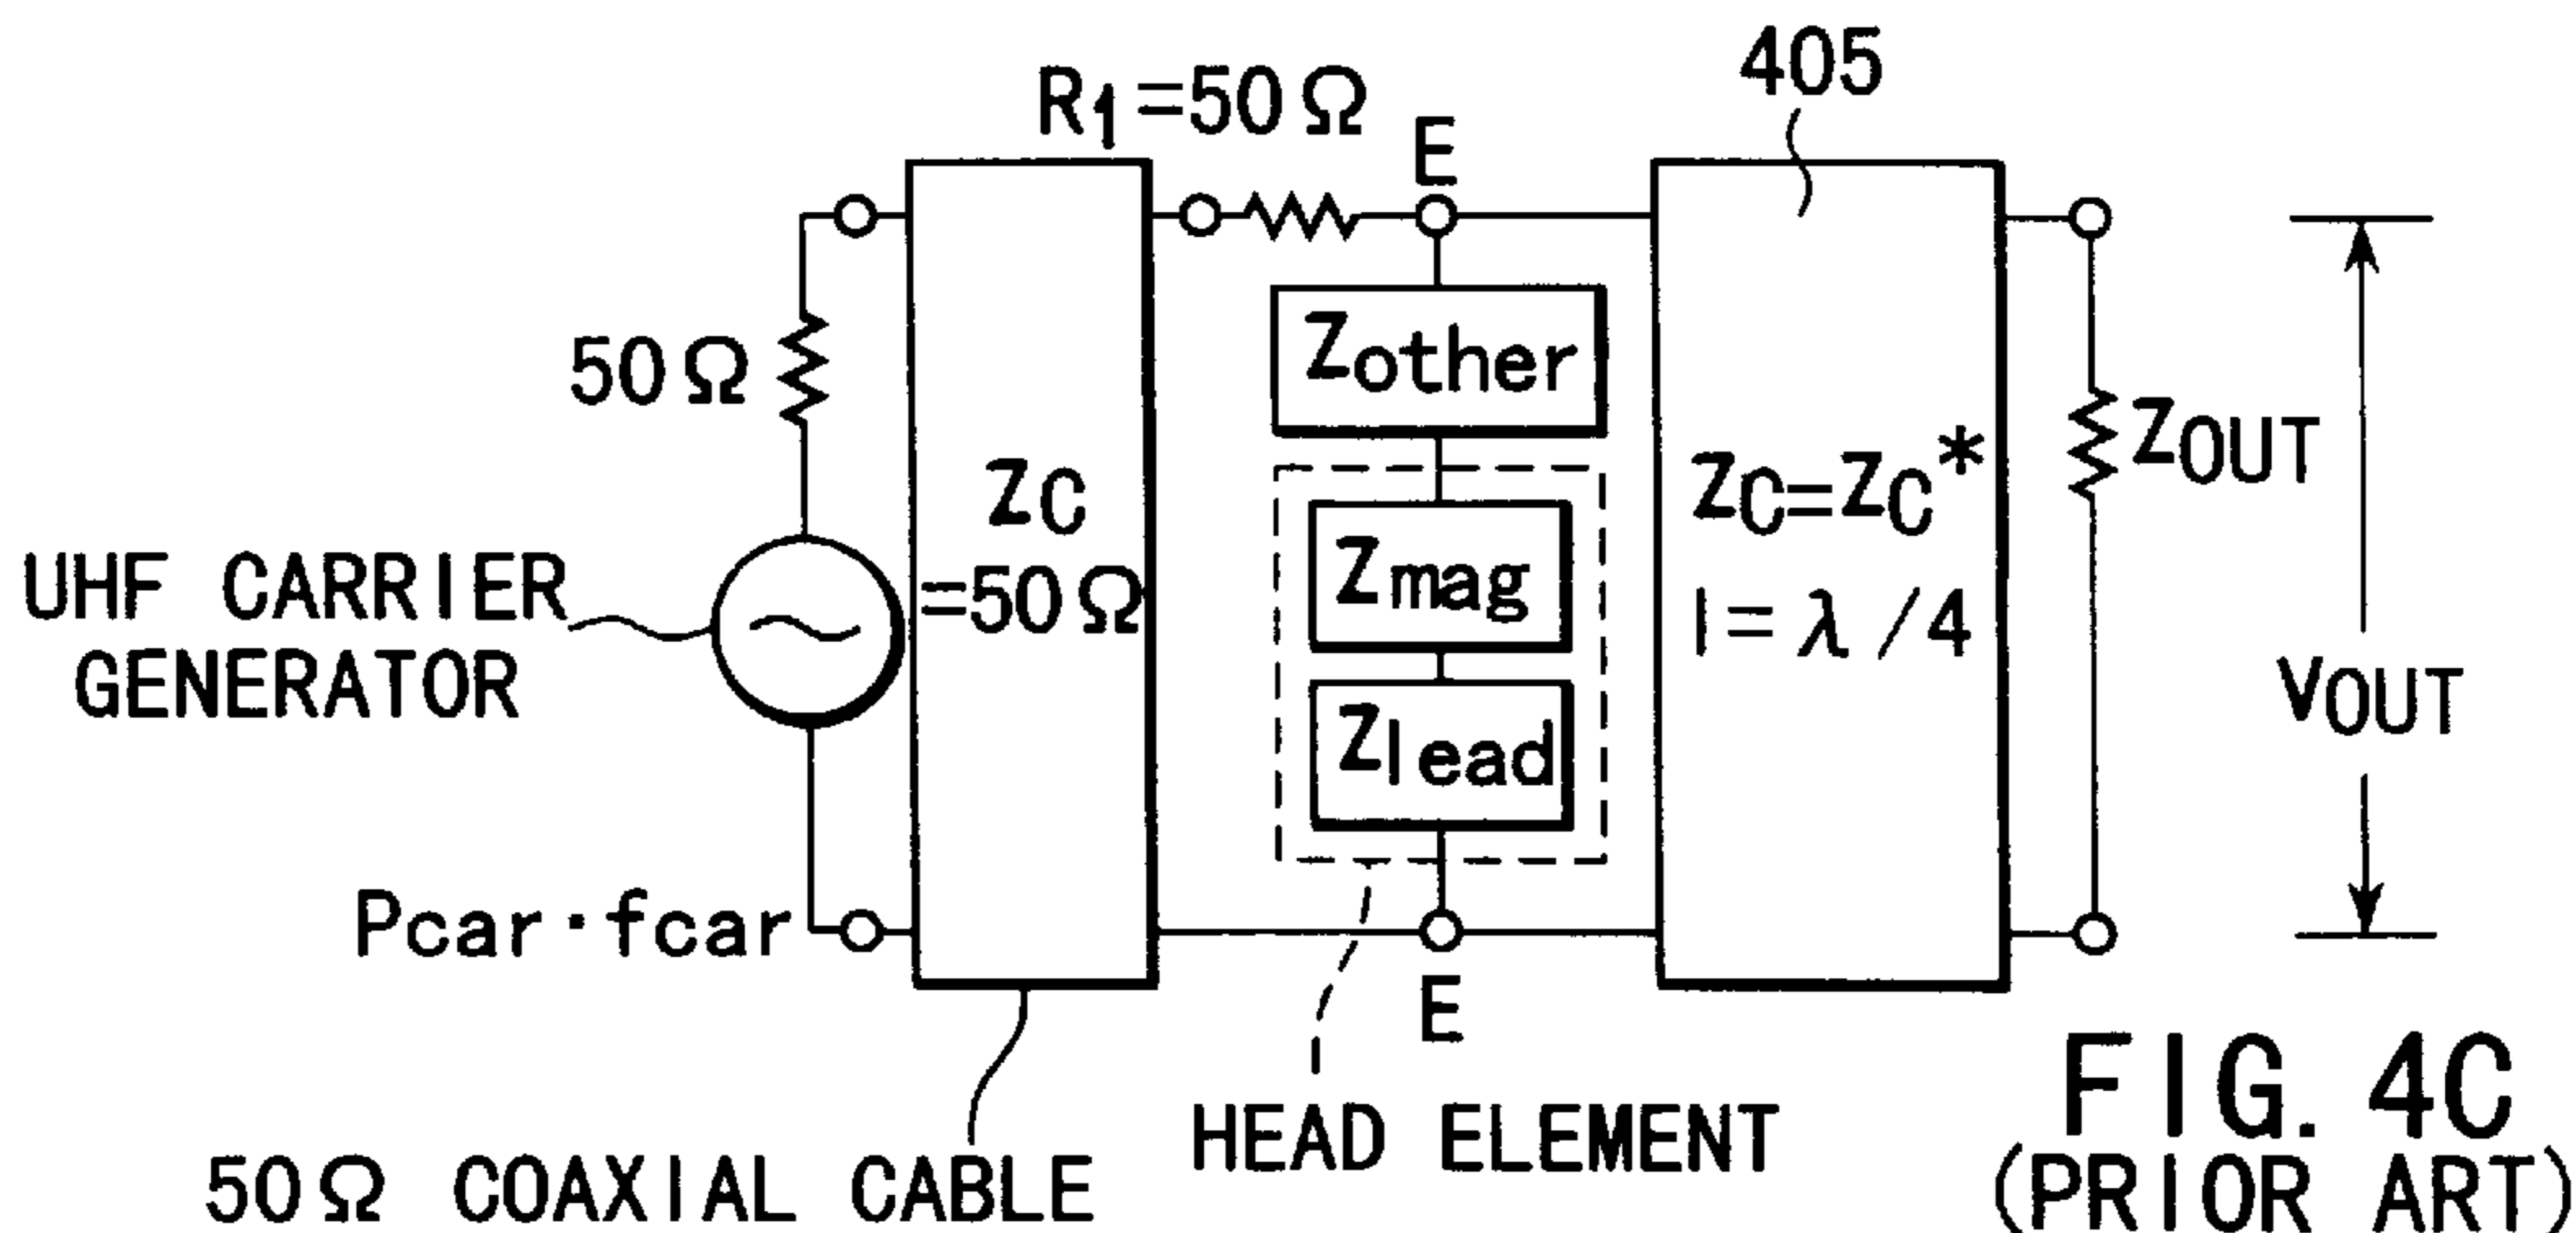 405
R1=50Ω
E
50Ω
Zother
ZC
=50Ω
ZC=ZC*
l=λ/4
ZOUT
Zmag
UHF CARRIER
GENERATOR
Zlead
VOUT
Pcar·fcar
E
HEAD ELEMENT
50Ω COAXIAL CABLE
FIG. 4C
(PRIOR ART)